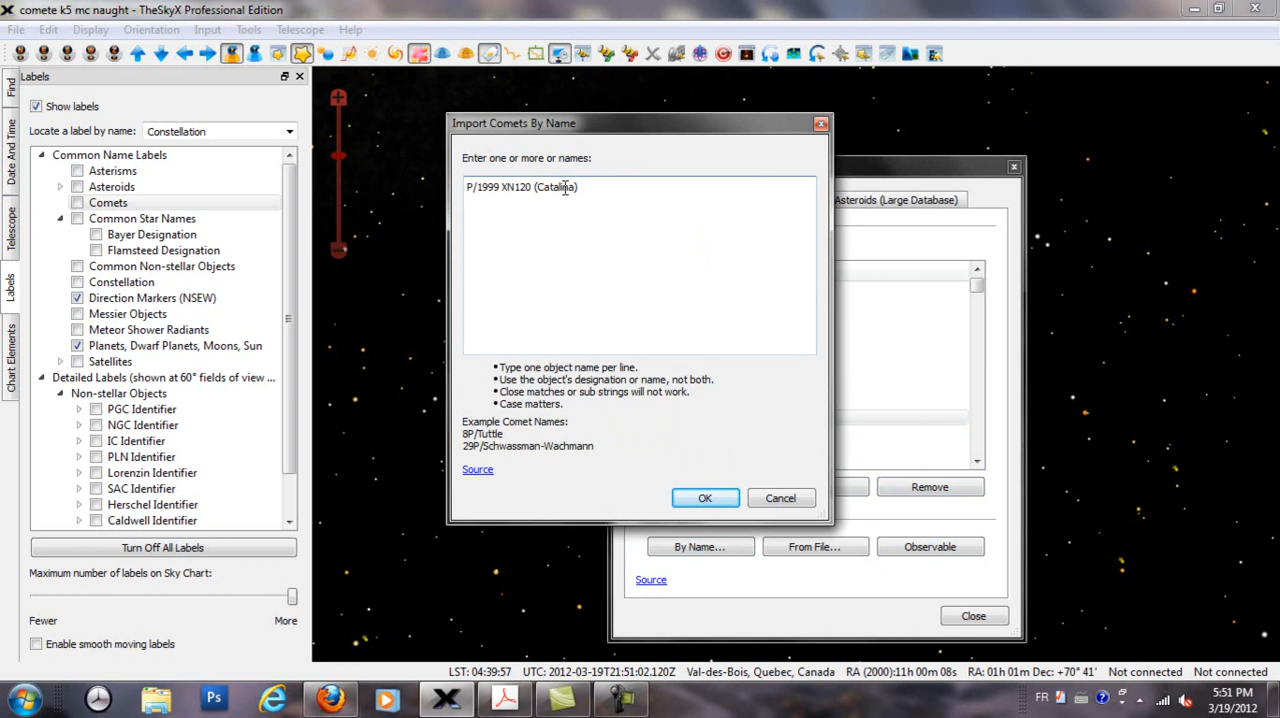 comete k5 mc naught - TheSkyX Professional Edition
File Edit Display Orientation Input Tools Telescope Help
Labels
Find
Date And Time
Telescope
Labels
Chart Elements
Show labels
Locate a label by name: Constellation
Common Name Labels
Asterisms
Asteroids
Comets
Common Star Names
Bayer Designation
Flamsteed Designation
Common Non-stellar Objects
Constellation
Direction Markers (NSEW)
Messier Objects
Meteor Shower Radiants
Planets, Dwarf Planets, Moons, Sun
Satellites
Detailed Labels (shown at 60° fields of view ...
Non-stellar Objects
PGC Identifier
NGC Identifier
IC Identifier
PLN Identifier
Lorenzin Identifier
SAC Identifier
Herschel Identifier
Caldwell Identifier
Turn Off All Labels
Maximum number of labels on Sky Chart:
Fewer More
Enable smooth moving labels
Import Comets By Name
Enter one or more or names:
P/1999 XN120 (Catalina)
• Type one object name per line.
• Use the object's designation or name, not both.
• Close matches or sub strings will not work.
• Case matters.
Example Comet Names:
8P/Tuttle
29P/Schwassman-Wachmann
Source
OK Cancel
Asteroids (Large Database)
Remove
By Name... From File... Observable
Source
Close
LST: 04:39:57 UTC: 2012-03-19T21:51:02.120Z Val-des-Bois, Quebec, Canada RA (2000):11h 00m 08s RA: 01h 01m Dec: +70° 41' Not connected Not connected
Ps
FR
5:51 PM
3/19/2012